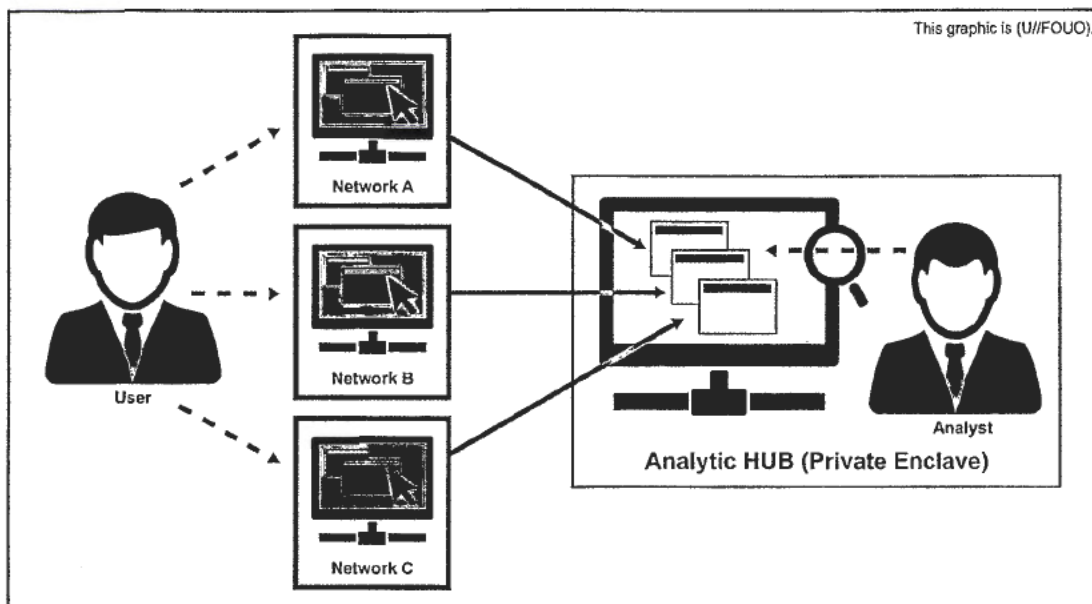 This graphic is (U//FOUO).
Network A
User
Network B
Network C
Analyst
Analytic HUB (Private Enclave)